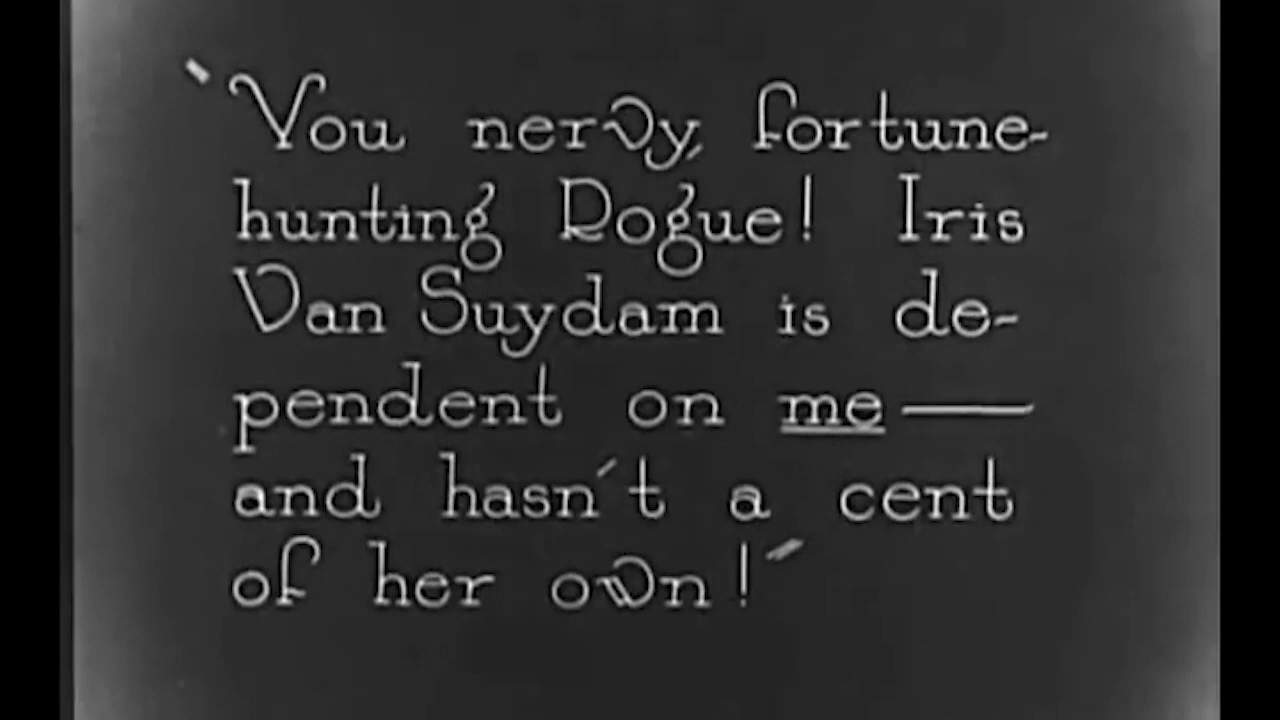 "You nervy, fortune-
hunting Rogue! Iris
Van Suydam is de-
pendent on me—
and hasn't a cent
of her own!"